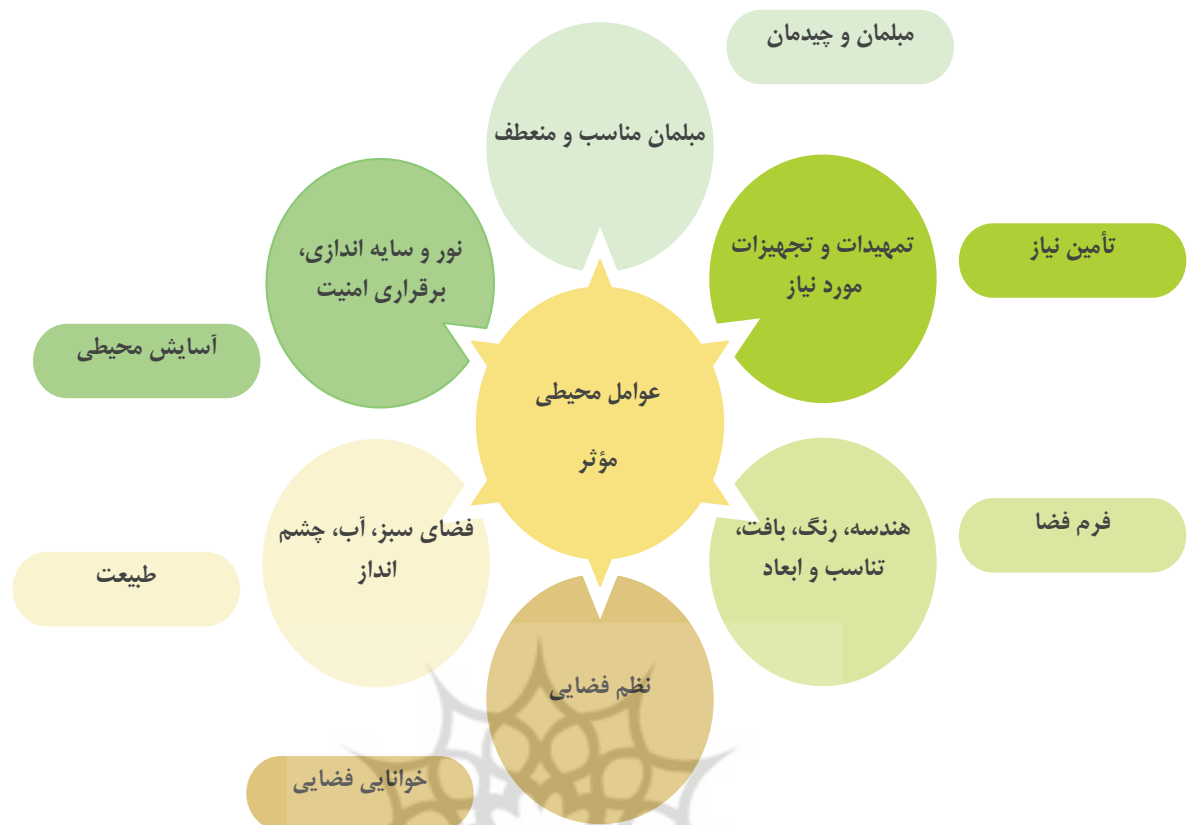 مبلمان و چیدمان
مبلمان مناسب و منعطف
تمهیدات و تجهیزات
مورد نیاز
تأمین نیاز
نور و سایه اندازی،
برقراری امنیت
آسایش محیطی
عوامل محیطی
مؤثر
هندسه، رنگ، بافت،
تناسب و ابعاد
فرم فضا
فضای سبز، آب، چشم
انداز
طبیعت
نظم فضایی
خوانایی فضایی